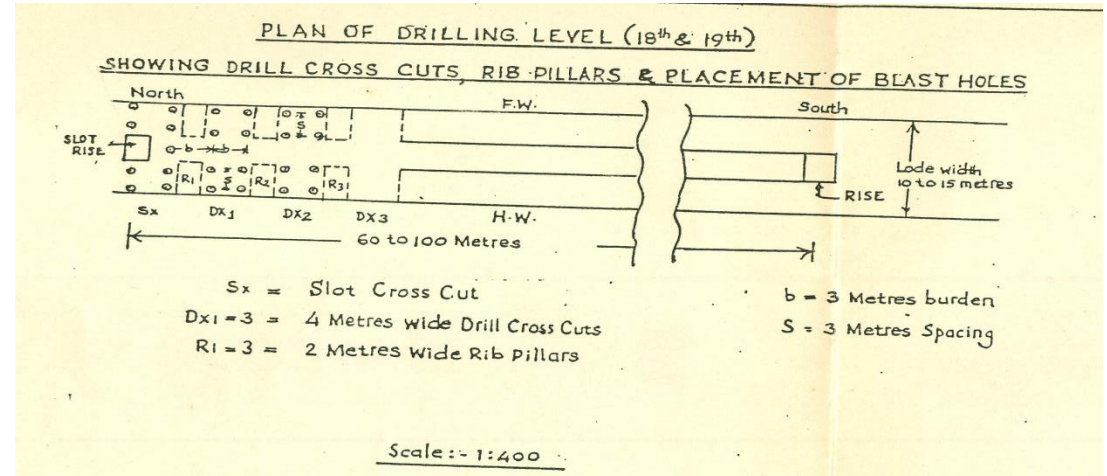 PLAN OF DRILLING LEVEL (18th & 19th)
SHOWING DRILL CROSS CUTS, RIB PILLARS & PLACEMENT OF BLAST HOLES
North
F.W.
South
SLOT RISE
b b
S
S
R1 R2 R3
Lode width
10 to 15 metres
RISE
Sx DX1 DX2 DX3 H.W.
60 to 100 Metres
Sx = Slot Cross Cut
DX1=3 = 4 Metres Wide Drill Cross Cuts
R1=3 = 2 Metres Wide Rib Pillars
b = 3 Metres burden
S = 3 Metres Spacing
Scale:- 1:400